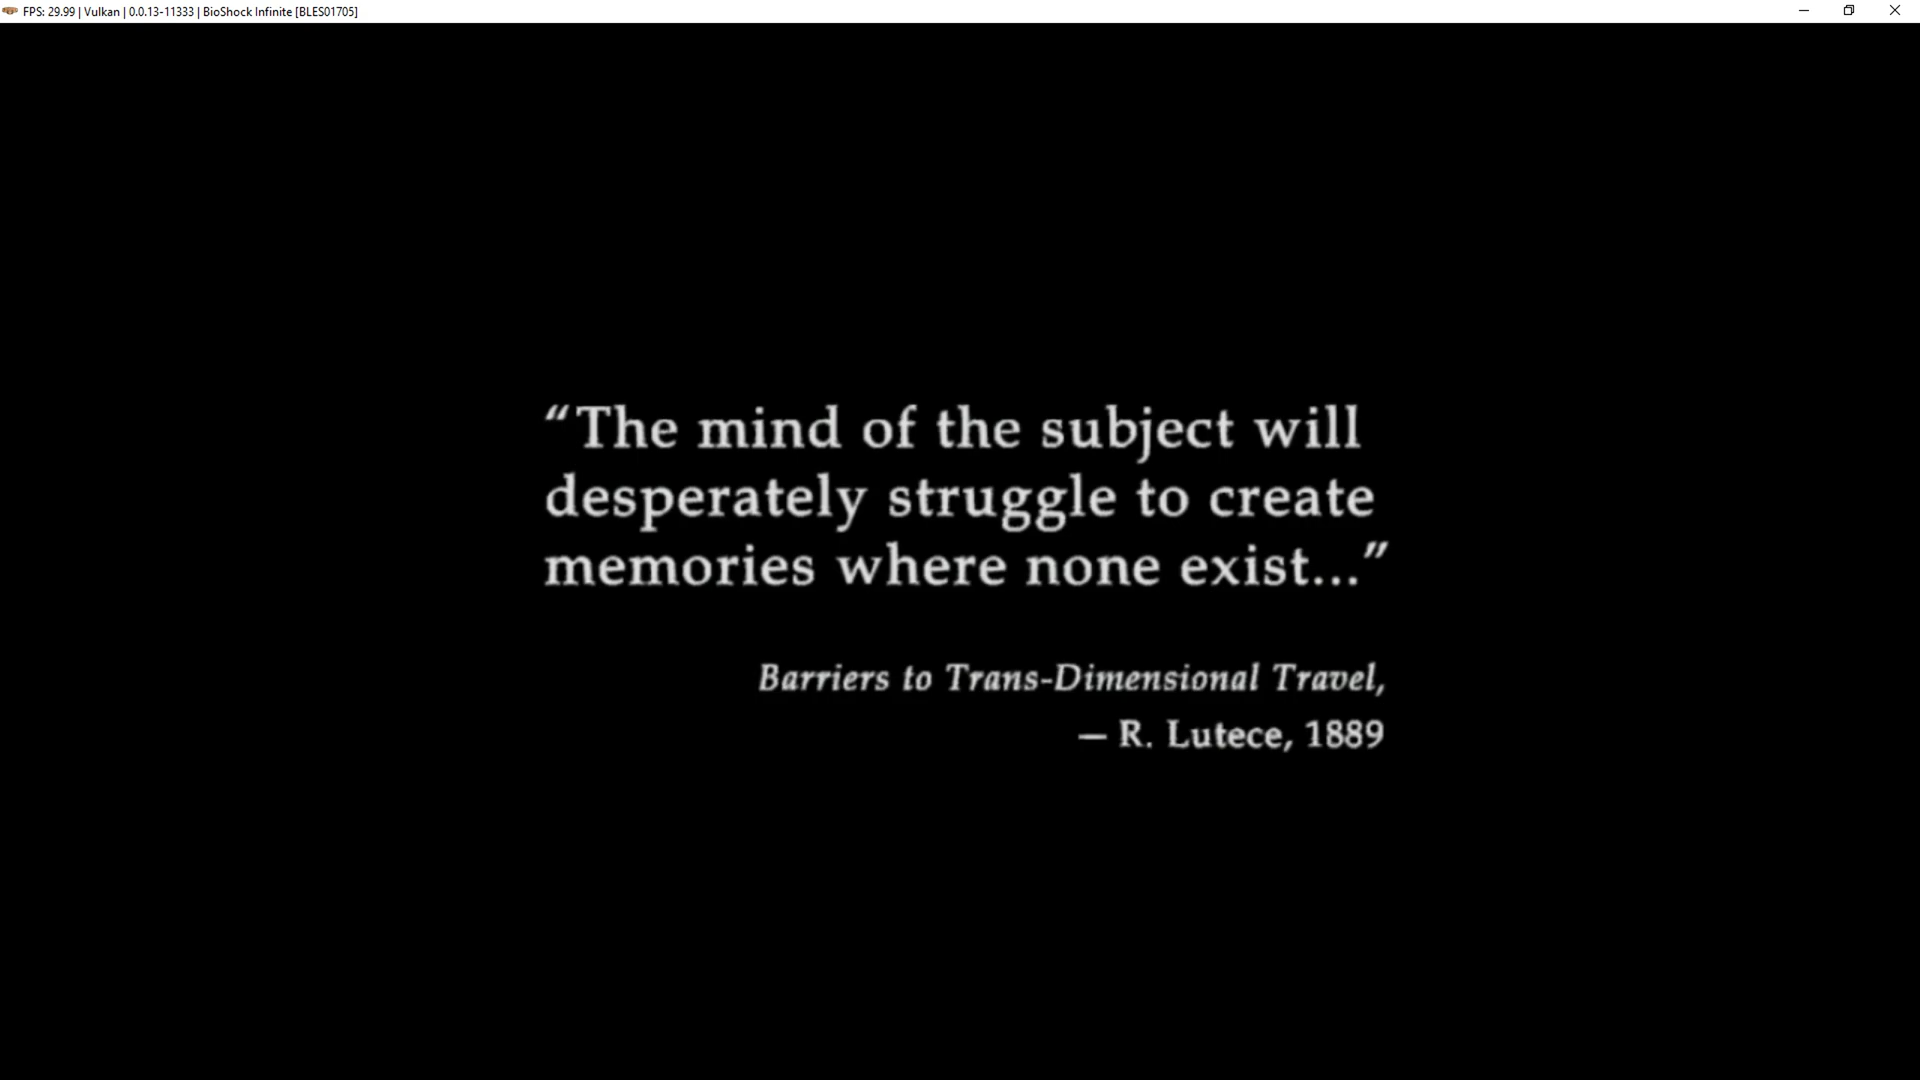 FPS: 29.99 | Vulkan | 0.0.13-11333 | BioShock Infinite [BLES01705]
“The mind of the subject will
desperately struggle to create
memories where none exist...”
Barriers to Trans-Dimensional Travel,
— R. Lutece, 1889